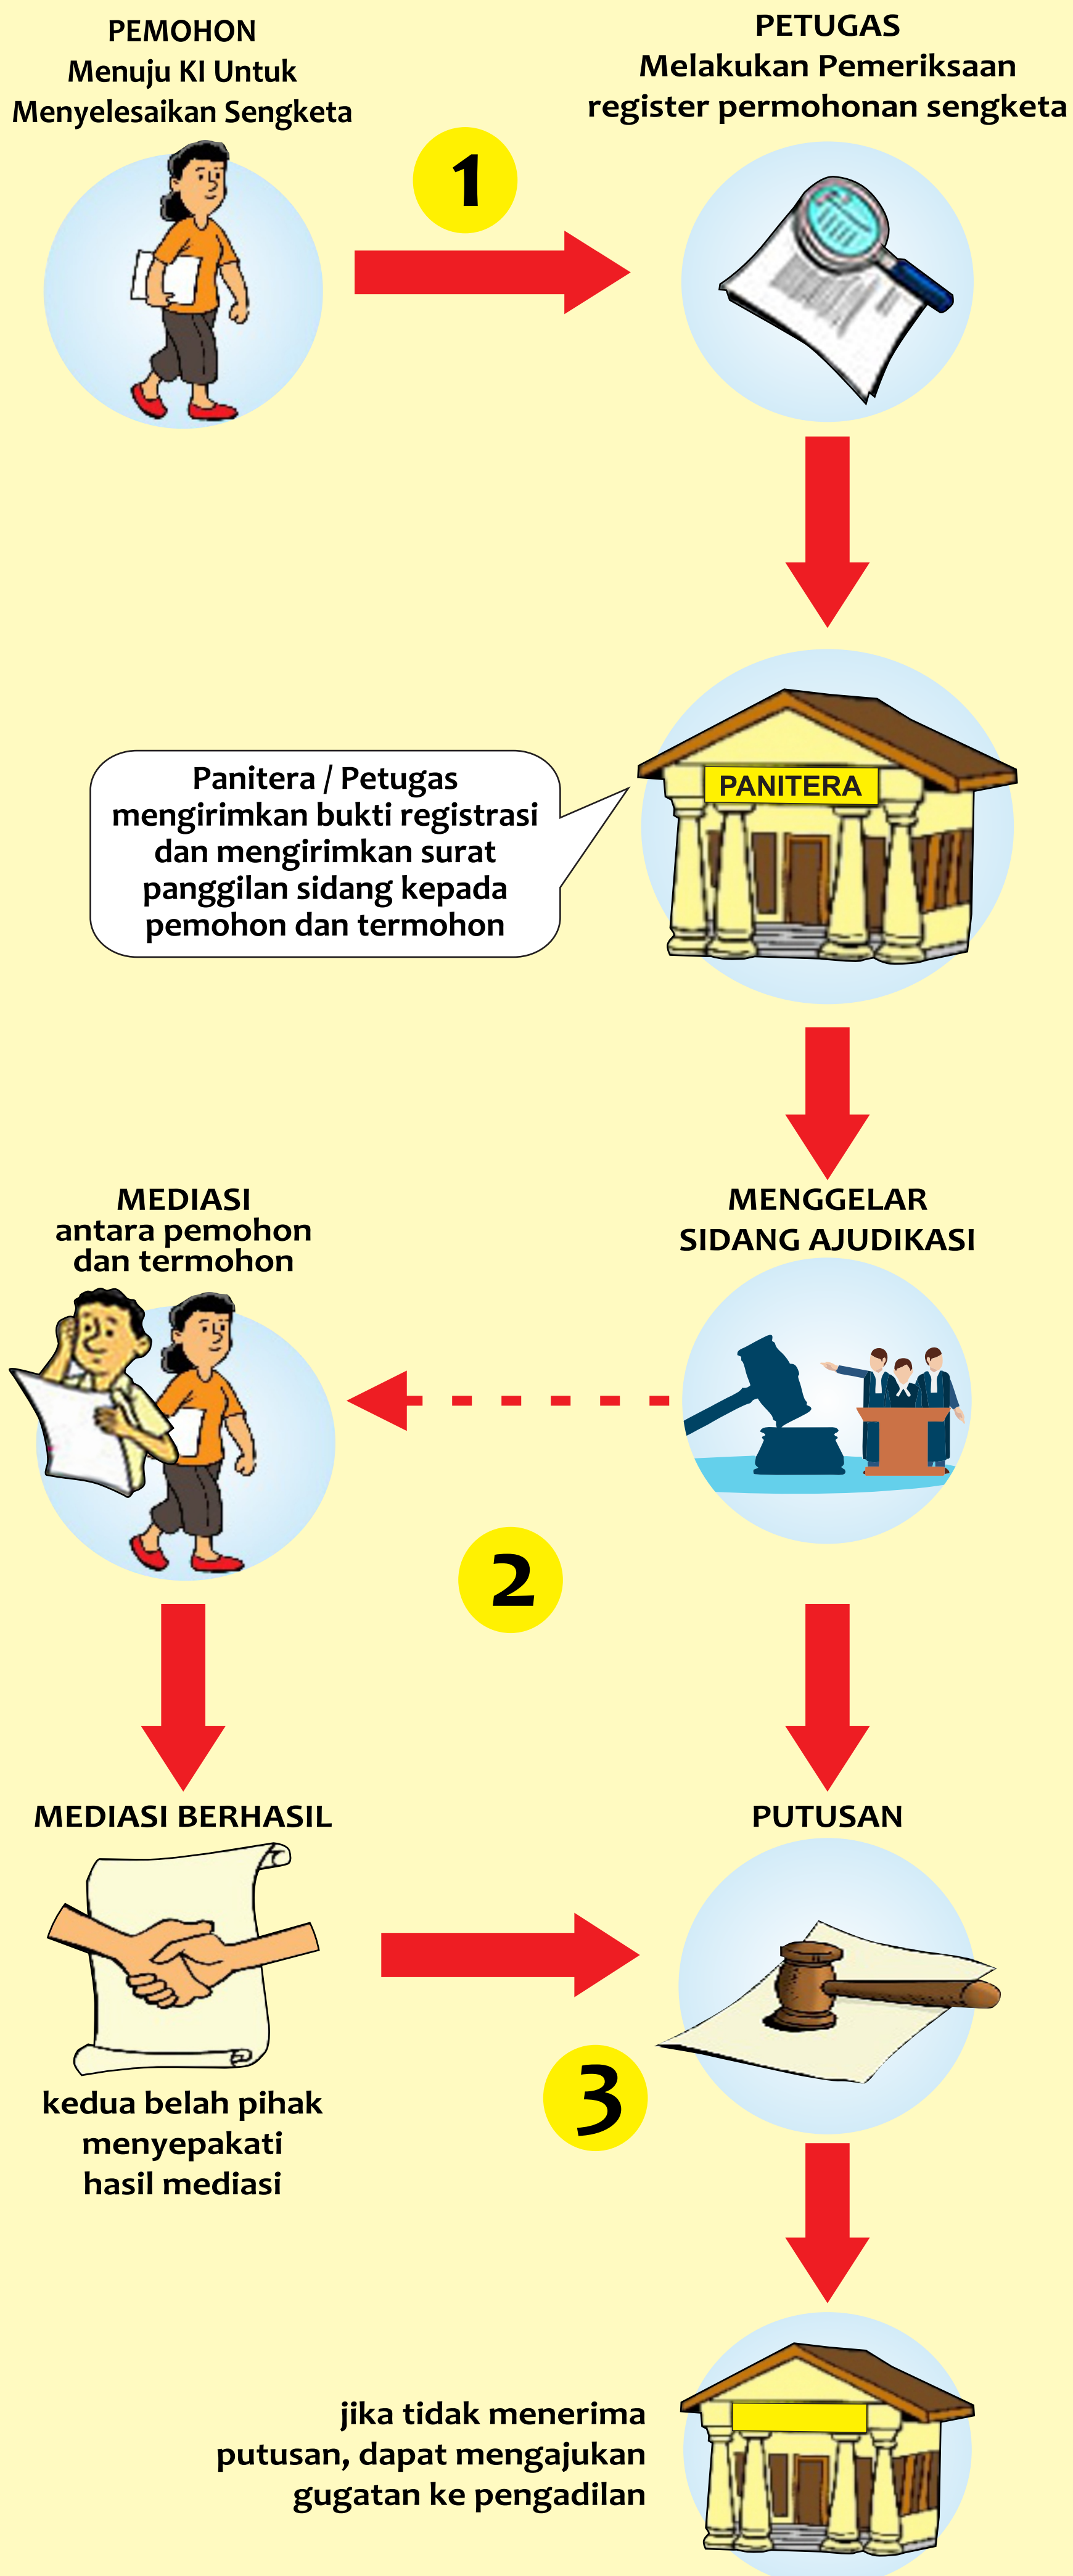 PEMOHON
Menuju KI Untuk
Menyelesaikan Sengketa
1
PETUGAS
Melakukan Pemeriksaan
register permohonan sengketa
Panitera / Petugas
mengirimkan bukti registrasi
dan mengirimkan surat
panggilan sidang kepada
pemohon dan termohon
PANITERA
MENGGELAR
SIDANG AJUDIKASI
MEDIASI
antara pemohon
dan termohon
2
MEDIASI BERHASIL
kedua belah pihak
menyepakati
hasil mediasi
PUTUSAN
3
jika tidak menerima
putusan, dapat mengajukan
gugatan ke pengadilan